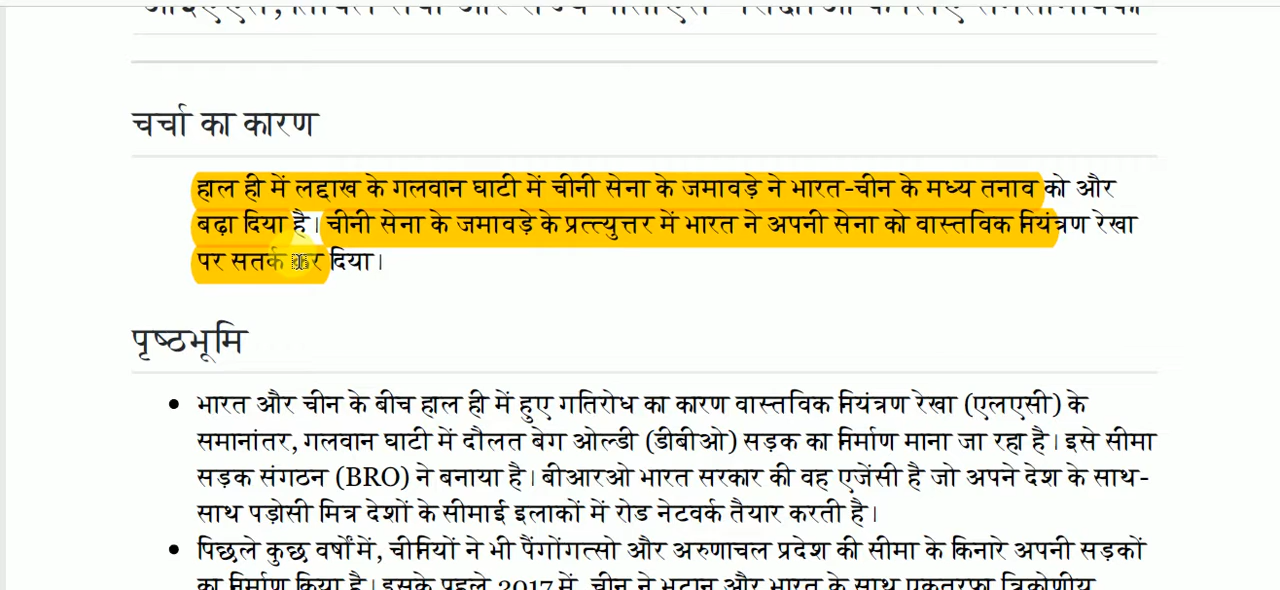 चर्चा का कारण
हाल ही में लद्दाख के गलवान घाटी में चीनी सेना के जमावड़े ने भारत-चीन के मध्य तनाव को और
बढ़ा दिया है। चीनी सेना के जमावड़े के प्रत्त्युत्तर में भारत ने अपनी सेना को वास्तविक नियंत्रण रेखा
पर सतर्क कर दिया।
पृष्ठभूमि
• भारत और चीन के बीच हाल ही में हुए गतिरोध का कारण वास्तविक नियंत्रण रेखा (एलएसी) के
समानांतर, गलवान घाटी में दौलत बेग ओल्डी (डीबीओ) सड़क का निर्माण माना जा रहा है। इसे सीमा
सड़क संगठन (BRO) ने बनाया है। बीआरओ भारत सरकार की वह एजेंसी है जो अपने देश के साथ-
साथ पड़ोसी मित्र देशों के सीमाई इलाकों में रोड नेटवर्क तैयार करती है।
• पिछले कुछ वर्षों में, चीनियों ने भी पैंगोंगत्सो और अरुणाचल प्रदेश की सीमा के किनारे अपनी सड़कों
का निर्माण किया है। इसके पहले 2017 में, चीन ने भूटान और भारत के साथ एकतरफा त्रिकोणीय